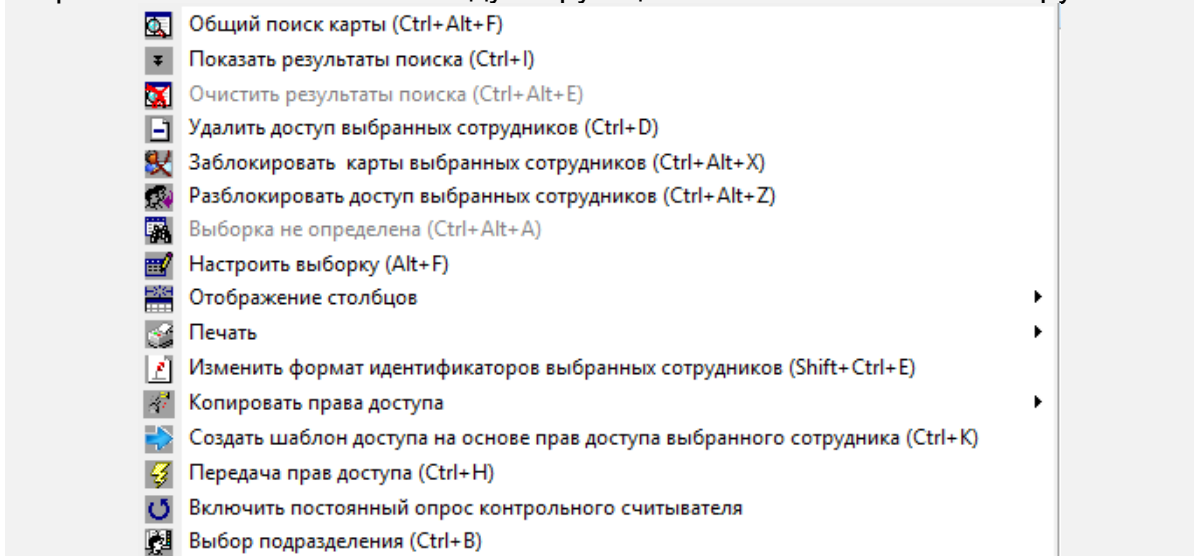 Общий поиск карты (Ctrl+Alt+F)
Показать результаты поиска (Ctrl+I)
Очистить результаты поиска (Ctrl+Alt+E)
Удалить доступ выбранных сотрудников (Ctrl+D)
Заблокировать карты выбранных сотрудников (Ctrl+Alt+X)
Разблокировать доступ выбранных сотрудников (Ctrl+Alt+Z)
Выборка не определена (Ctrl+Alt+A)
Настроить выборку (Alt+F)
Отображение столбцов
Печать
Изменить формат идентификаторов выбранных сотрудников (Shift+Ctrl+E)
Копировать права доступа
Создать шаблон доступа на основе прав доступа выбранного сотрудника (Ctrl+K)
Передача прав доступа (Ctrl+H)
Включить постоянный опрос контрольного считывателя
Выбор подразделения (Ctrl+B)